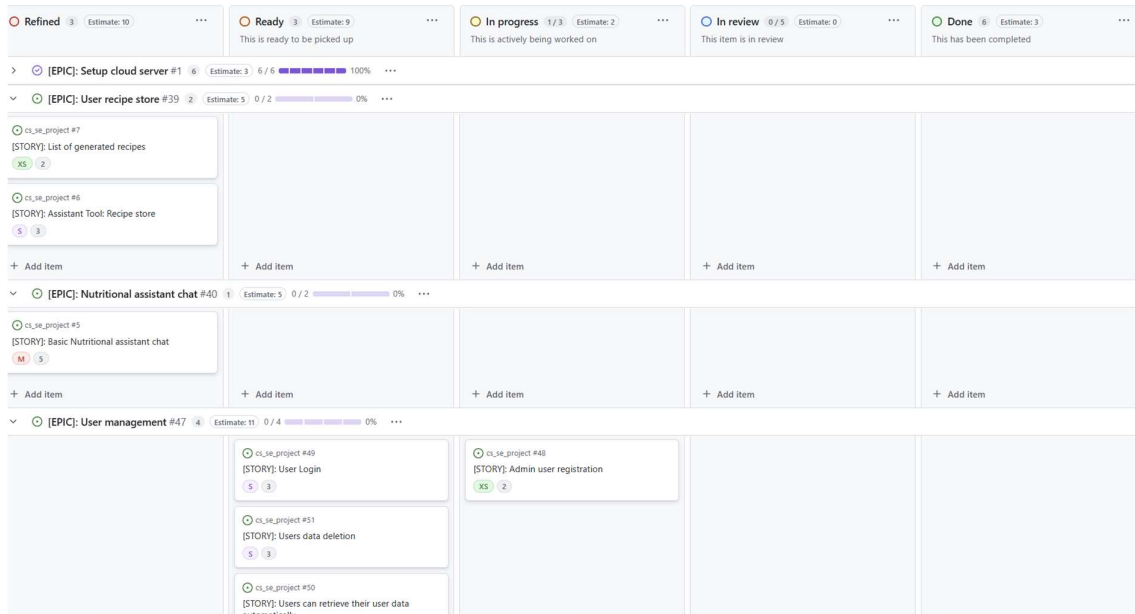 Refined 3 Estimate: 10 ...
Ready 3 Estimate: 9 ...
This is ready to be picked up
In progress 1 / 3 Estimate: 2 ...
This is actively being worked on
In review 0 / 5 Estimate: 0 ...
This item is in review
Done 6 Estimate: 3 ...
This has been completed
[EPIC]: Setup cloud server #1 6 Estimate: 3 6 / 6 100% ...
[EPIC]: User recipe store #39 2 Estimate: 5 0 / 2 0% ...
cs_se_project #7
[STORY]: List of generated recipes
XS 2
cs_se_project #6
[STORY]: Assistant Tool: Recipe store
S 3
+ Add item
+ Add item
+ Add item
+ Add item
+ Add item
[EPIC]: Nutritional assistant chat #40 1 Estimate: 5 0 / 2 0% ...
cs_se_project #5
[STORY]: Basic Nutritional assistant chat
M 5
+ Add item
+ Add item
+ Add item
+ Add item
+ Add item
[EPIC]: User management #47 4 Estimate: 11 0 / 4 0% ...
cs_se_project #49
[STORY]: User Login
S 3
cs_se_project #51
[STORY]: Users data deletion
S 3
cs_se_project #50
[STORY]: Users can retrieve their user data
cs_se_project #48
[STORY]: Admin user registration
XS 2